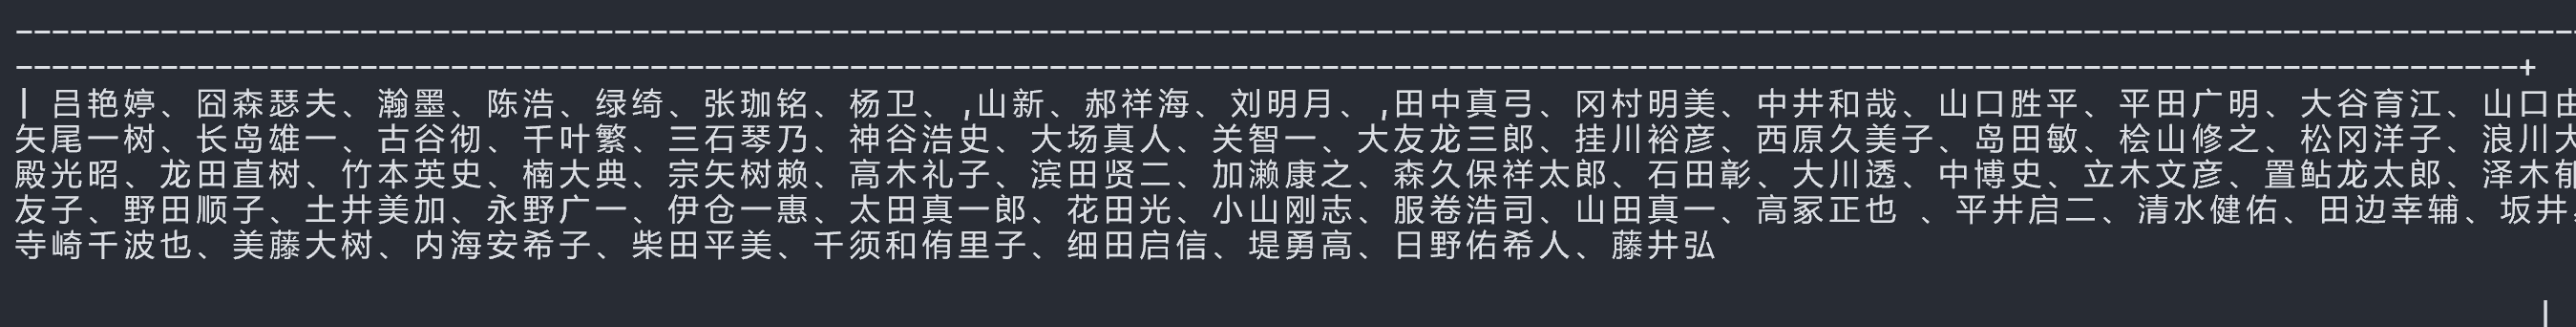 | 吕艳婷、囧森瑟夫、瀚墨、陈浩、绿绮、张珈铭、杨卫、,山新、郝祥海、刘明月、,田中真弓、冈村明美、中井和哉、山口胜平、平田广明、大谷育江、山口由
矢尾一树、长岛雄一、古谷彻、千叶繁、三石琴乃、神谷浩史、大场真人、关智一、大友龙三郎、挂川裕彦、西原久美子、岛田敏、桧山修之、松冈洋子、浪川大
殿光昭、龙田直树、竹本英史、楠大典、宗矢树赖、高木礼子、滨田贤二、加濑康之、森久保祥太郎、石田彰、大川透、中博史、立木文彦、置鲇龙太郎、泽木郁
友子、野田顺子、土井美加、永野广一、伊仓一惠、太田真一郎、花田光、小山刚志、服卷浩司、山田真一、高冢正也 、平井启二、清水健佑、田边幸辅、坂井
寺崎千波也、美藤大树、内海安希子、柴田平美、千须和侑里子、细田启信、堤勇高、日野佑希人、藤井弘